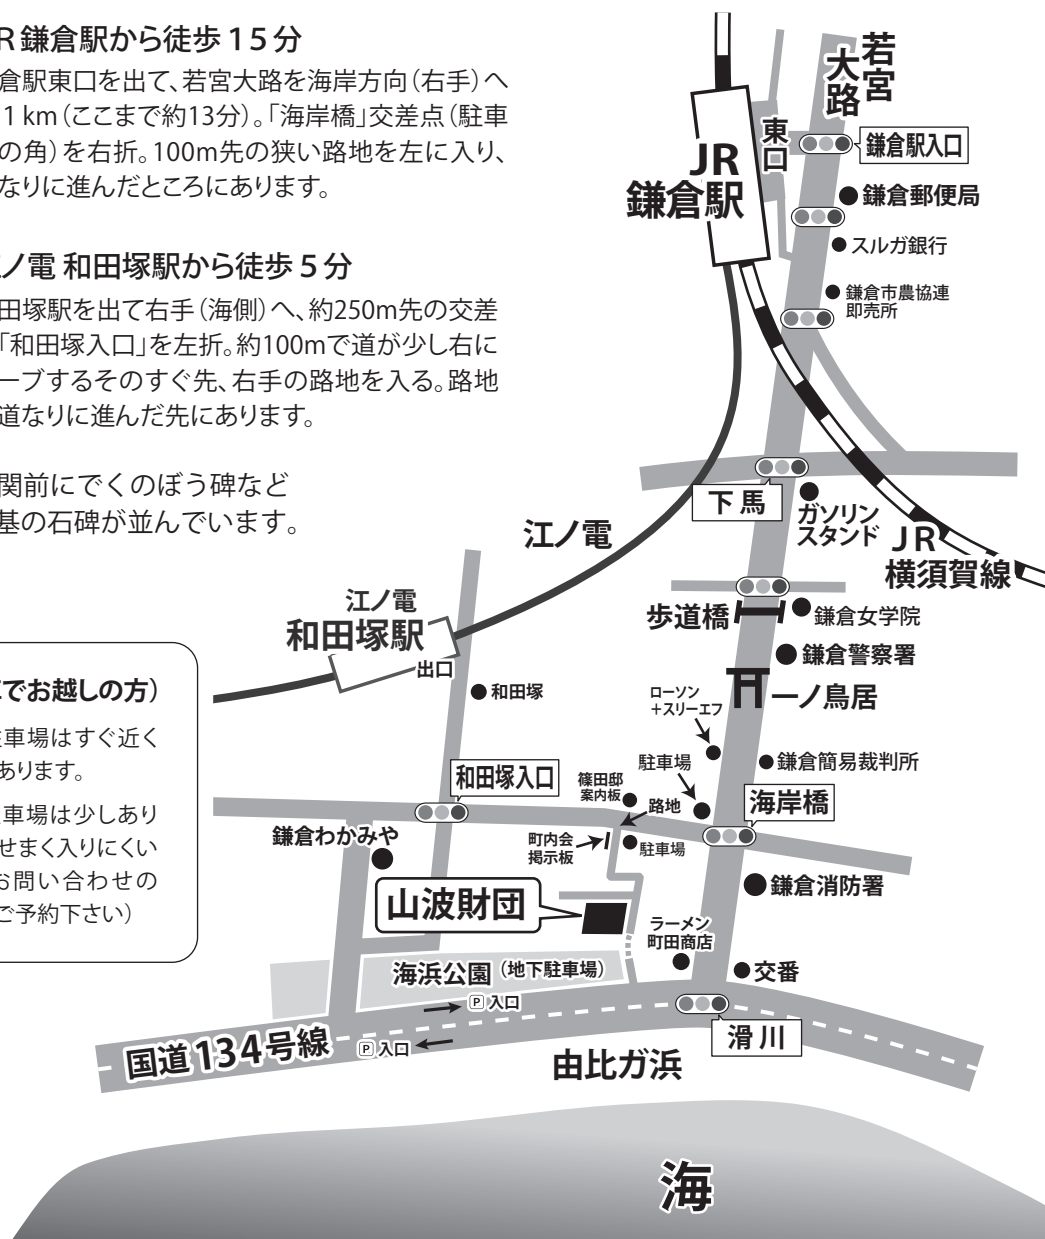 R 鎌倉駅から徒歩 1 5 分
倉駅東口を出て、若宮大路を海岸方向（右手）へ
1 km（ここまで約13分）。「海岸橋」交差点（駐車
の角）を右折。100m先の狭い路地を左に入り、
なりに進んだところにあります。
ノ電 和田塚駅から徒歩 5 分
田塚駅を出て右手（海側）へ、約250m先の交差
「和田塚入口」を左折。約100mで道が少し右に
ーブするそのすぐ先、右手の路地を入る。路地
道なりに進んだ先にあります。
関前にでくのぼう碑など
基の石碑が並んでいます。
でお越しの方）
車場はすぐ近く
あります。
車場は少しあり
せまく入りにくい
お問い合わせの
ご予約下さい）
若宮
大路
東口
JR
鎌倉駅
鎌倉駅入口
鎌倉郵便局
スルガ銀行
鎌倉市農協連
即売所
下 馬
ガソリン
スタンド
JR
横須賀線
江ノ電
江ノ電
和田塚駅
出口
和田塚
歩道橋
鎌倉女学院
鎌倉警察署
一ノ鳥居
ローソン
＋スリーエフ
駐車場
鎌倉簡易裁判所
和田塚入口
篠田邸
案内板
路地
海岸橋
鎌倉わかみや
町内会
掲示板
駐車場
鎌倉消防署
山波財団
ラーメン
町田商店
交番
海浜公園（地下駐車場）
P 入口
P 入口
国道134号線
滑 川
由比ガ浜
海